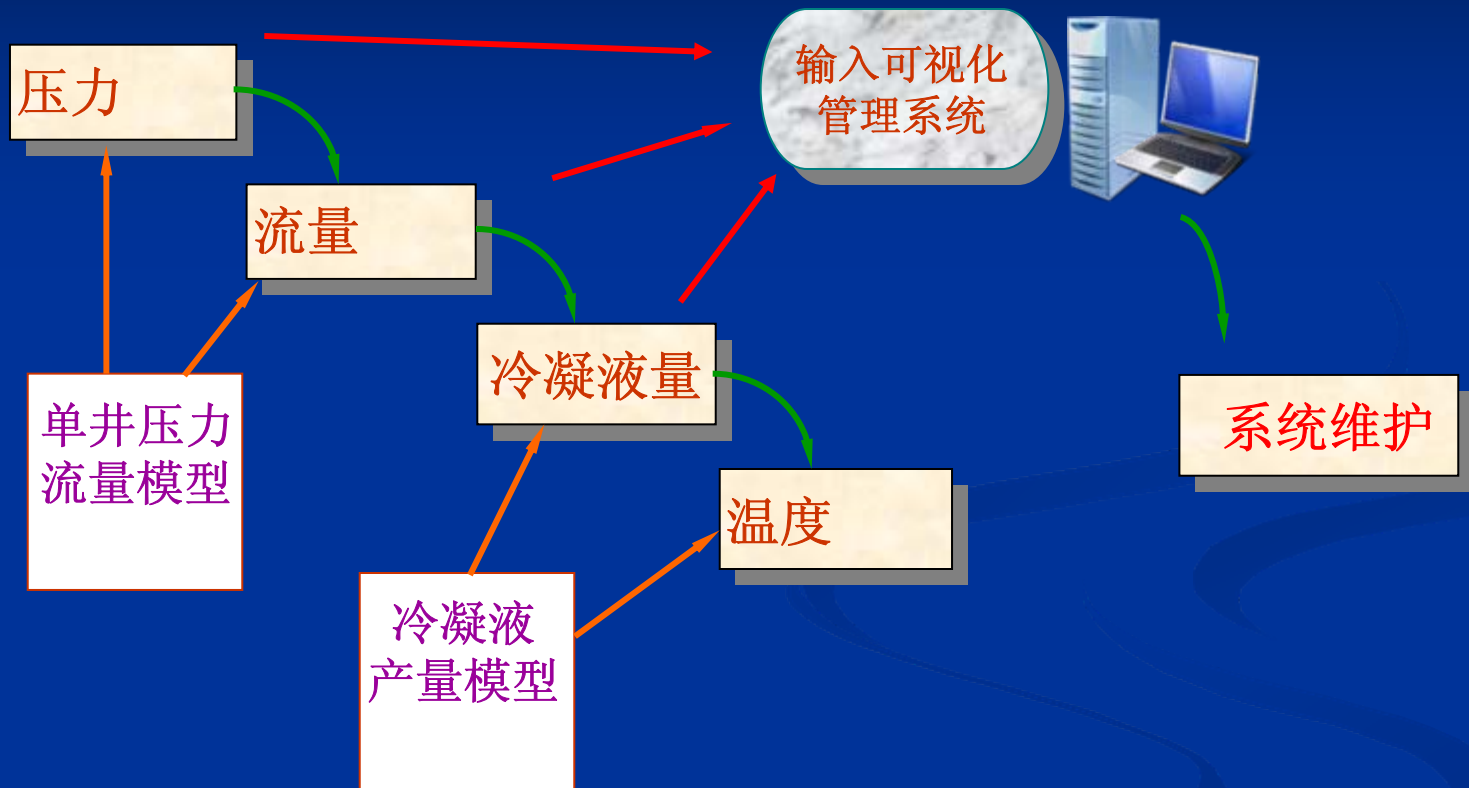 压力
输入可视化
管理系统
流量
冷凝液量
单井压力
流量模型
系统维护
温度
冷凝液
产量模型